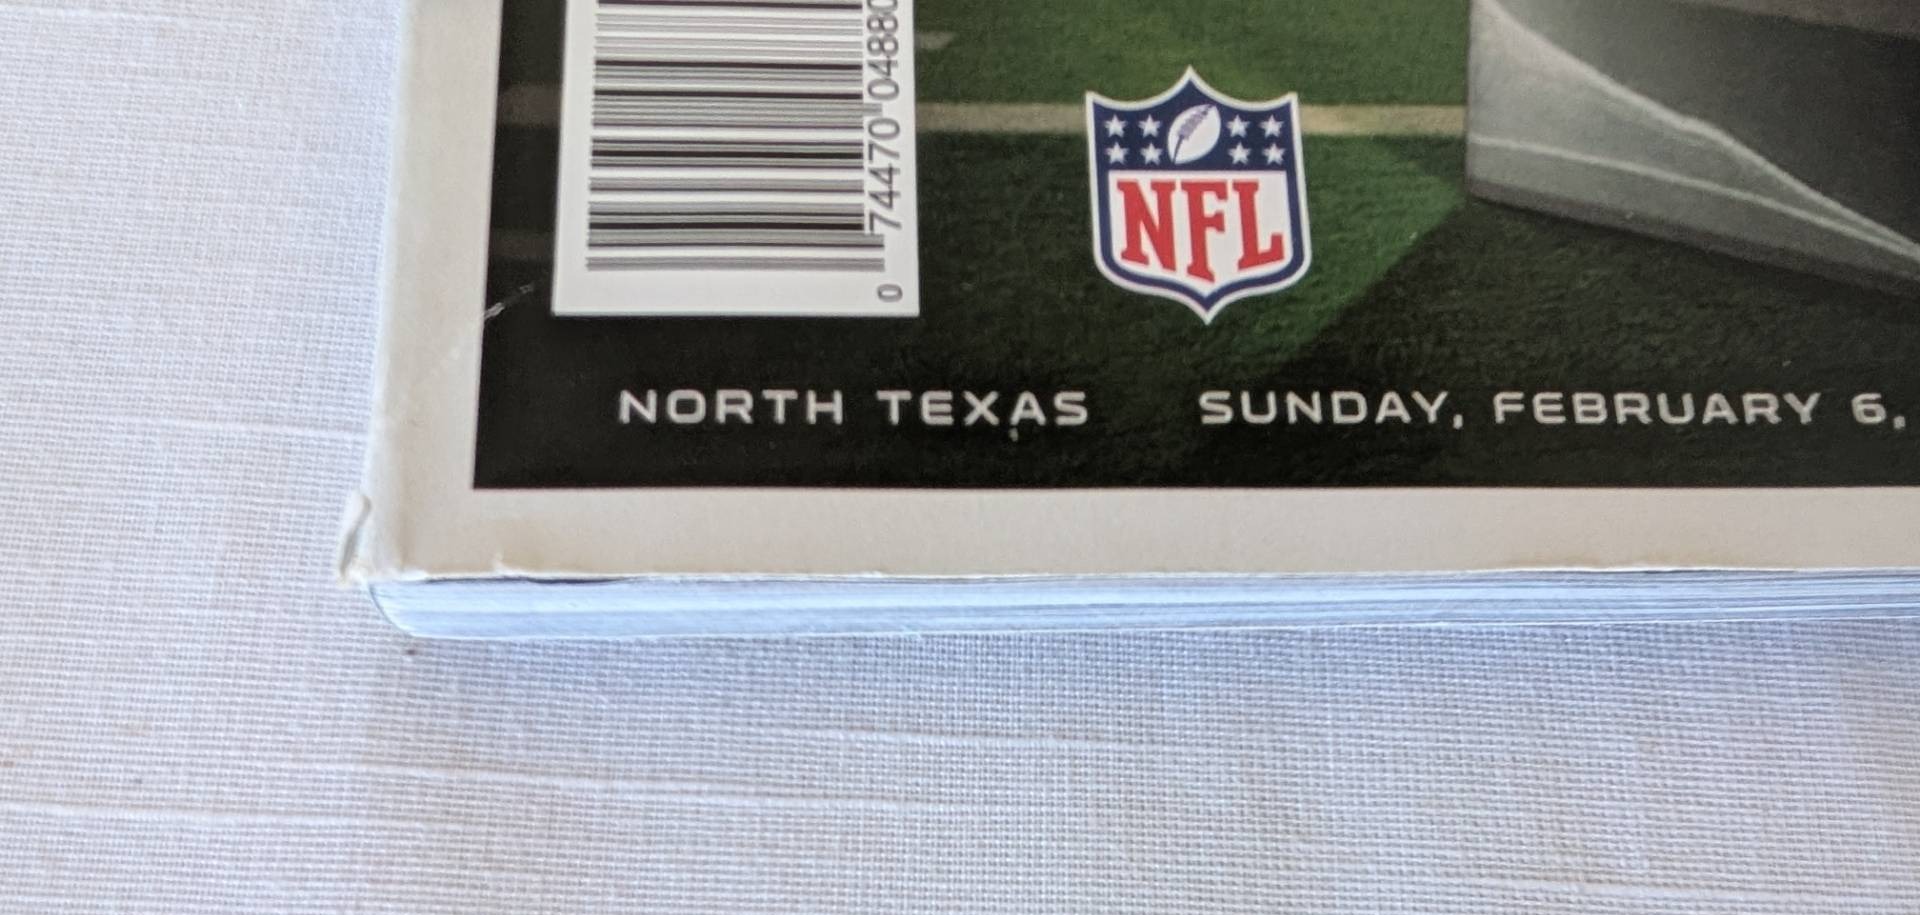 0 74470 04880
NFL
NORTH TEXAS SUNDAY, FEBRUARY 6,